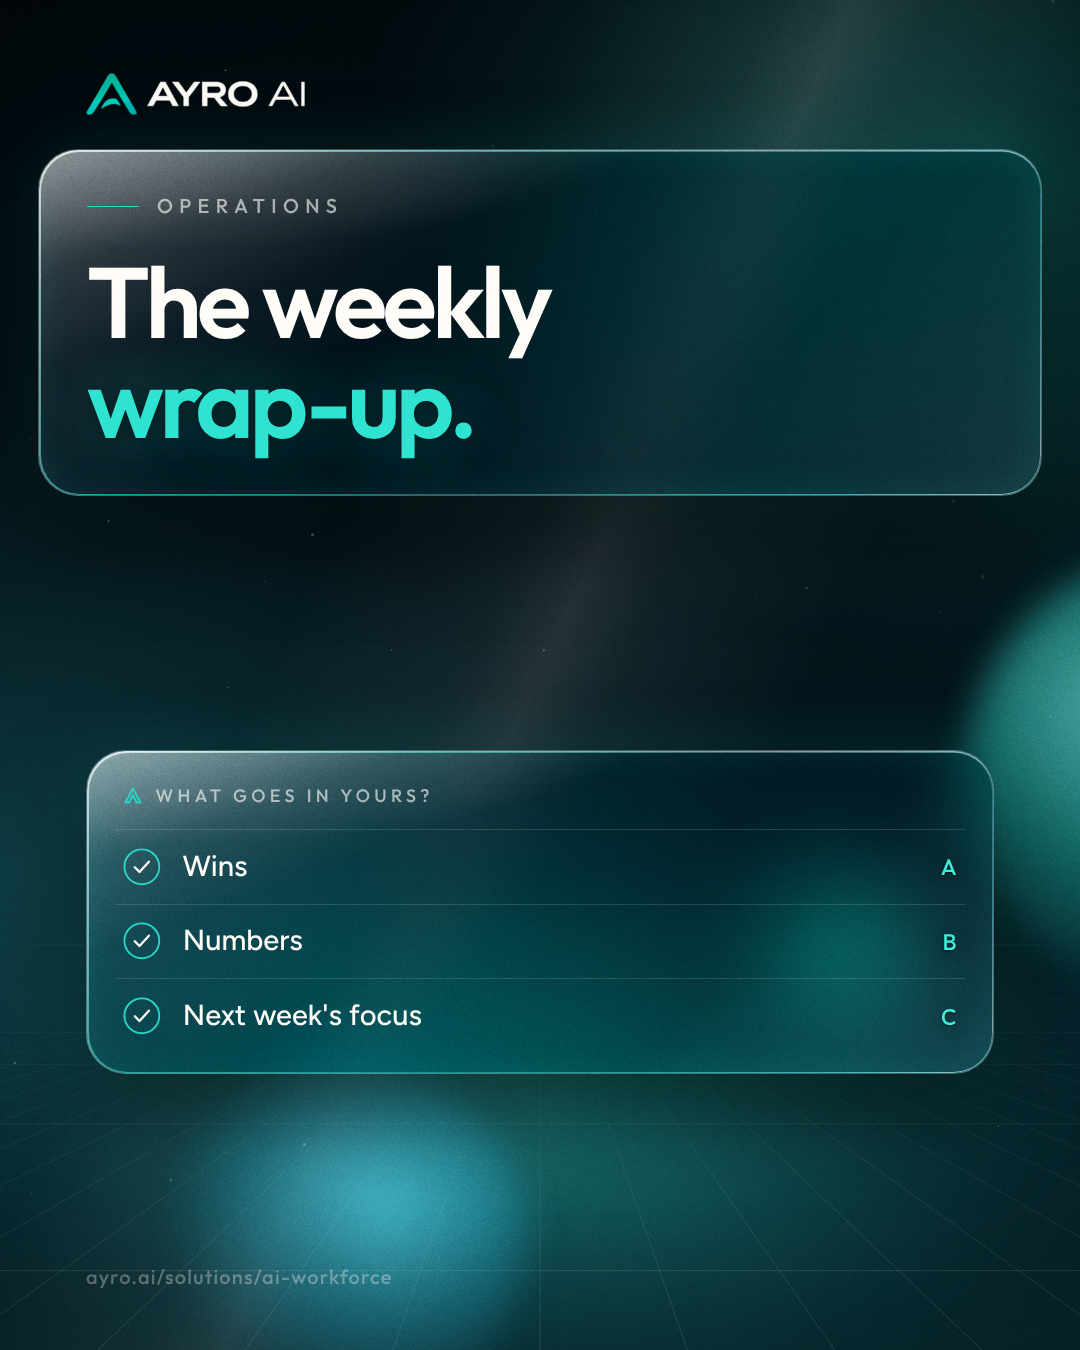 AYRO AI
OPERATIONS
The weekly
wrap-up.
WHAT GOES IN YOURS?
Wins A
Numbers B
Next week's focus C
ayro.ai/solutions/ai-workforce